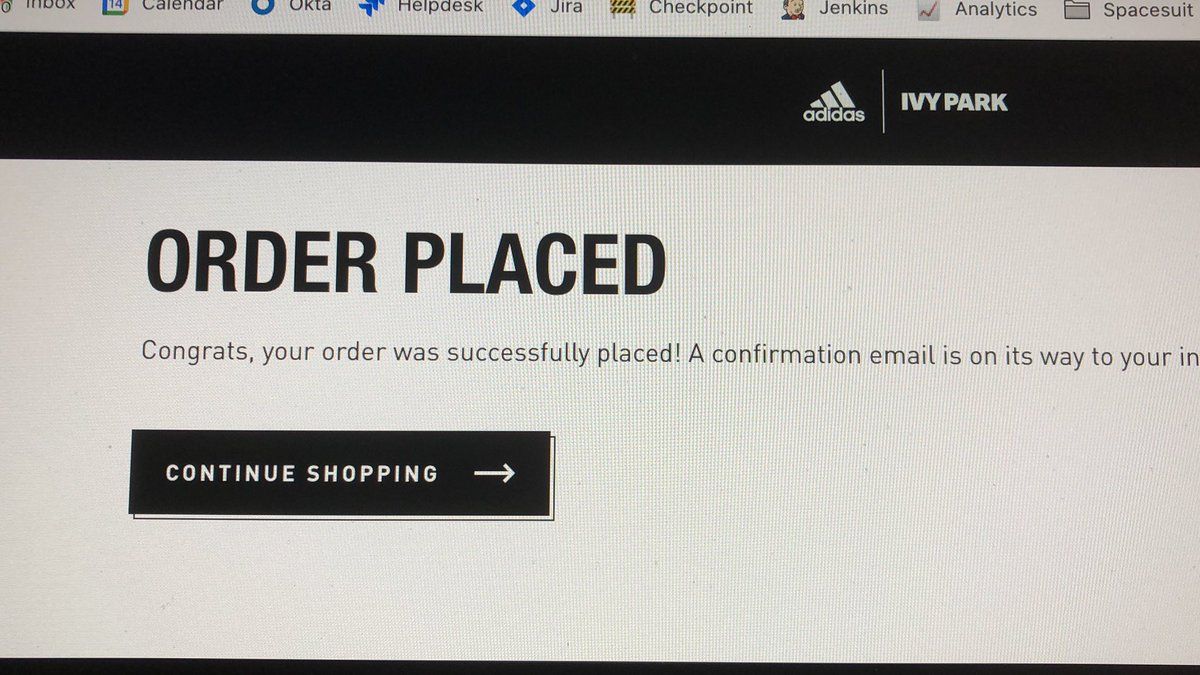 Inbox 14 Calendar Okta Helpdesk Jira Checkpoint Jenkins Analytics Spacesuit
adidas IVY PARK
ORDER PLACED
Congrats, your order was successfully placed! A confirmation email is on its way to your in
CONTINUE SHOPPING